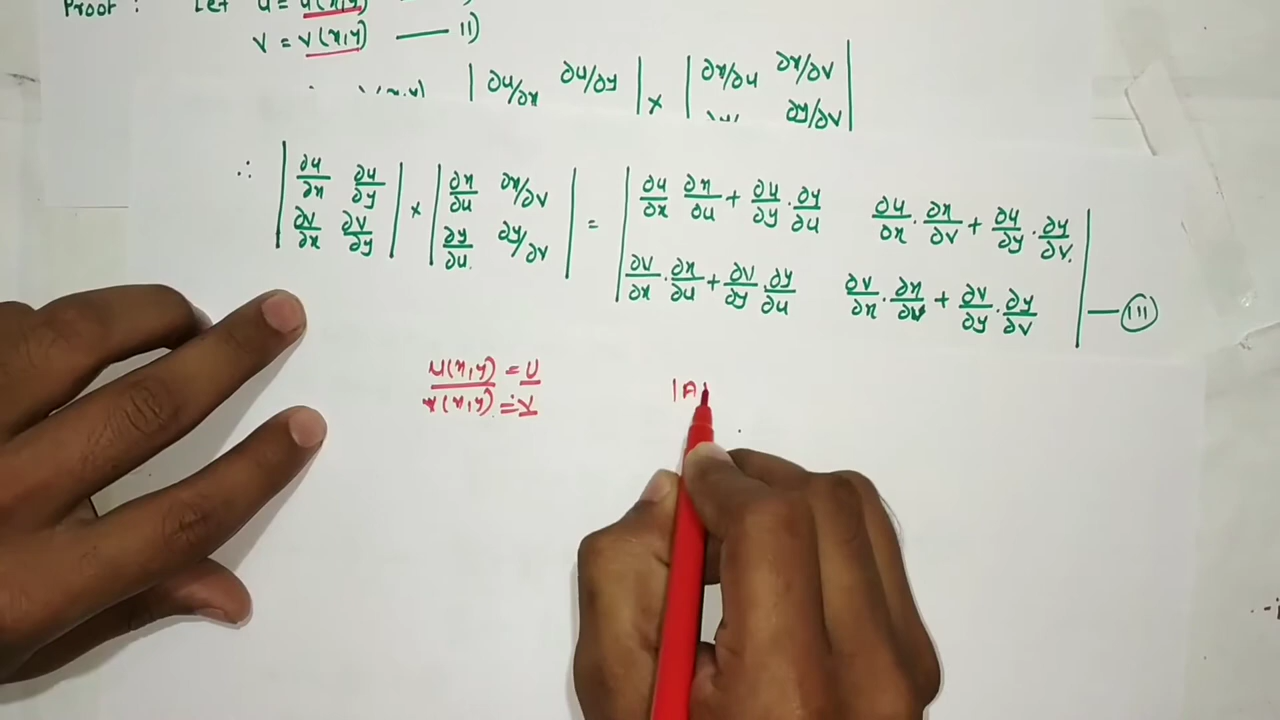 Proof : Let u = u(x,y)
v = v(x,y) —— II)
| ∂u/∂x ∂u/∂y | × | ∂x/∂u ∂x/∂v |
∂y/∂v |
∴ | ∂u/∂x ∂u/∂y | × | ∂x/∂u ∂x/∂v | = | ∂u/∂x ∂x/∂u + ∂u/∂y · ∂y/∂u ∂u/∂x · ∂x/∂v + ∂u/∂y · ∂y/∂v |
| ∂v/∂x ∂v/∂y | | ∂y/∂u ∂y/∂v | | ∂v/∂x · ∂x/∂u + ∂v/∂y · ∂y/∂u ∂v/∂x · ∂x/∂v + ∂v/∂y · ∂y/∂v | — III
u(x,y) = u
v(x,y) = v
|A|